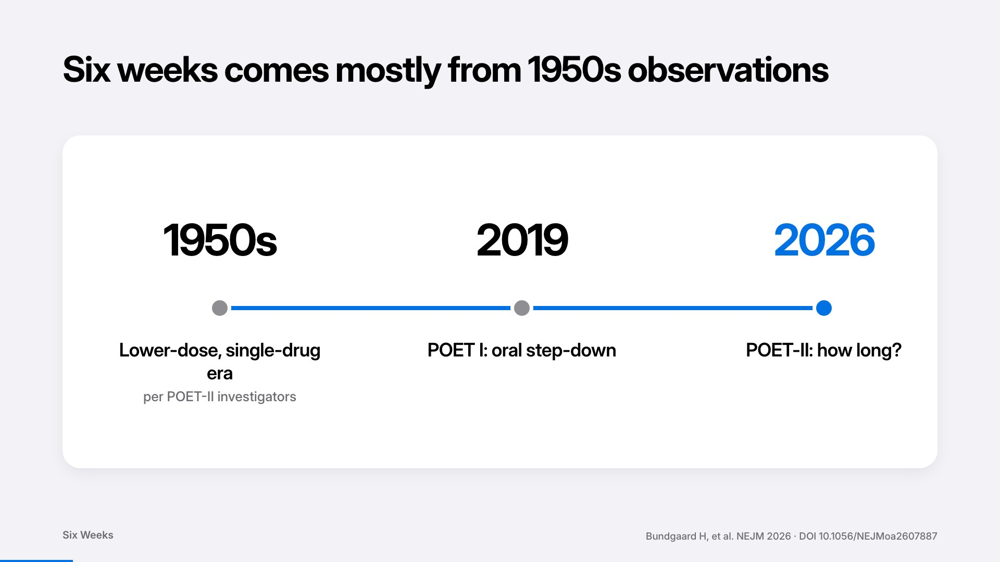 Six weeks comes mostly from 1950s observations
1950s
2019
2026
Lower-dose, single-drug
era
per POET-II investigators
POET I: oral step-down
POET-II: how long?
Six Weeks
Bundgaard H, et al. NEJM 2026 · DOI 10.1056/NEJMoa2607887